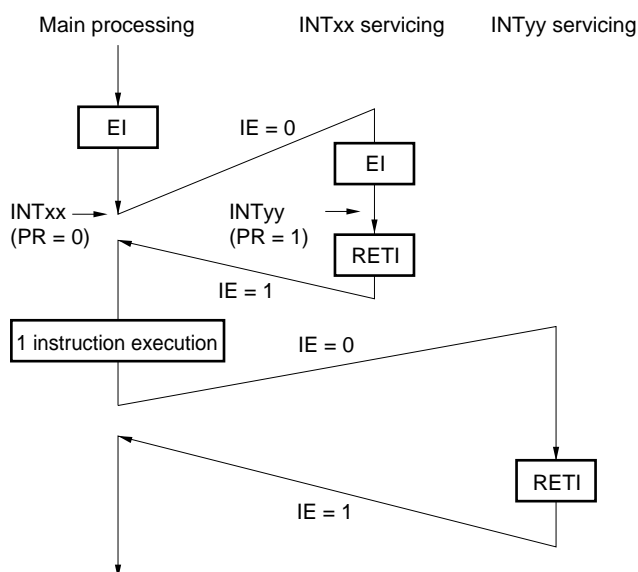 Main processing
INTxx servicing
INTyy servicing
EI
IE = 0
EI
INTxx
(PR = 0)
INTyy
(PR = 1)
RETI
IE = 1
1 instruction execution
IE = 0
RETI
IE = 1